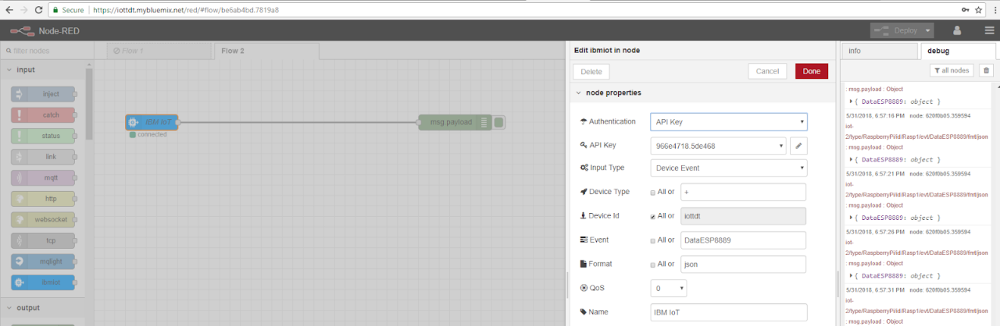 Secure https://iottdt.mybluemix.net/red/#flow/be6ab4bd.7819a8
Node-RED
Deploy
filter nodes
Flow 1
Flow 2
input
inject
catch
status
link
mqtt
http
websocket
tcp
mqlight
ibmiot
output
IBM IoT
connected
msg.payload
Edit ibmiot in node
Delete
Cancel
Done
node properties
Authentication API Key
API Key 966e4718.5de468
Input Type Device Event
Device Type All or +
Device Id All or iottdt
Event All or DataESP8889
Format All or json
QoS 0
Name IBM IoT
info
debug
all nodes
: msg.payload : Object
{ DataESP8889: object }
5/31/2018, 6:57:16 PM node: 620f0b05.359594
iot-
2/type/RaspberryPi/id/Rasp1/evt/DataESP8889/fmt/json
: msg.payload : Object
{ DataESP8889: object }
5/31/2018, 6:57:21 PM node: 620f0b05.359594
iot-
2/type/RaspberryPi/id/Rasp1/evt/DataESP8889/fmt/json
: msg.payload : Object
{ DataESP8889: object }
5/31/2018, 6:57:26 PM node: 620f0b05.359594
iot-
2/type/RaspberryPi/id/Rasp1/evt/DataESP8889/fmt/json
: msg.payload : Object
{ DataESP8889: object }
5/31/2018, 6:57:31 PM node: 620f0b05.359594
iot-
2/type/RaspberryPi/id/Rasp1/evt/DataESP8889/fmt/json
: msg.payload : Object